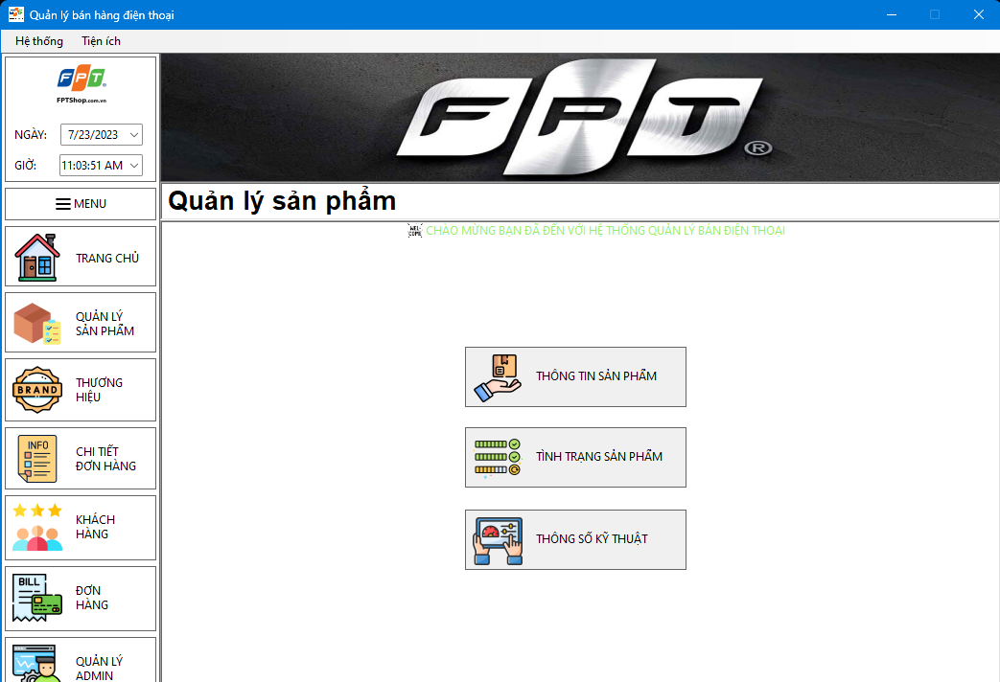 Quản lý bán hàng điện thoại
Hệ thống Tiện ích
FPT
FPTShop.com.vn
NGÀY: 7/23/2023
GIỜ: 11:03:51 AM
MENU
TRANG CHỦ
QUẢN LÝ
SẢN PHẨM
BRAND
THƯƠNG
HIỆU
INFO
CHI TIẾT
ĐƠN HÀNG
KHÁCH
HÀNG
BILL
ĐƠN
HÀNG
QUẢN LÝ
ADMIN
FPT®
Quản lý sản phẩm
WEL-
COME
CHÀO MỪNG BẠN ĐÃ ĐẾN VỚI HỆ THỐNG QUẢN LÝ BÁN ĐIỆN THOẠI
THÔNG TIN SẢN PHẨM
TÌNH TRẠNG SẢN PHẨM
THÔNG SỐ KỸ THUẬT